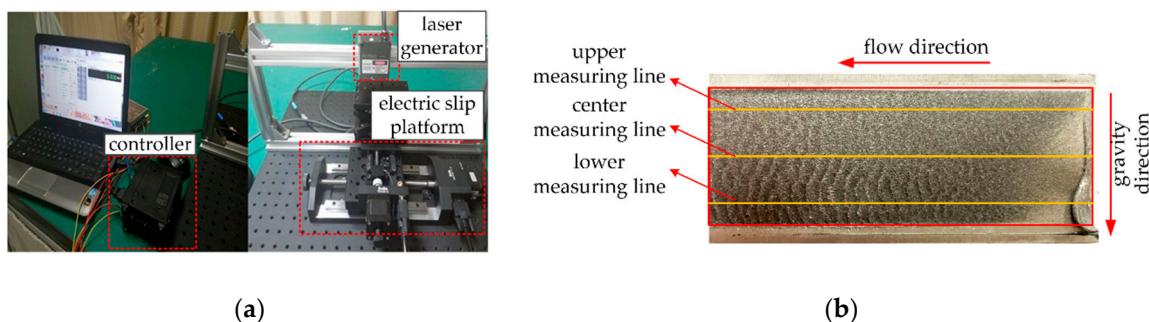 laser
generator
electric slip
platform
controller
(a)
flow direction
upper
measuring line
center
measuring line
lower
measuring line
gravity
direction
(b)